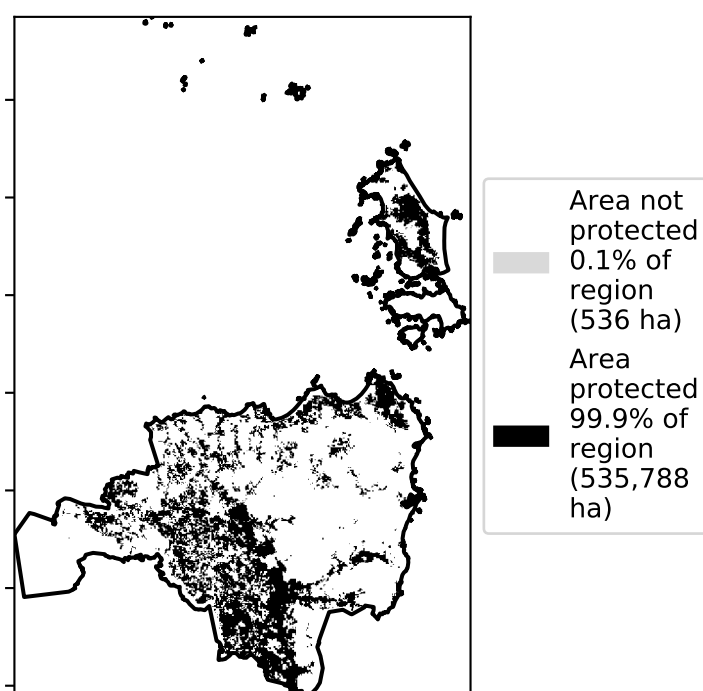 Area not
protected
0.1% of
region
(536 ha)
Area
protected
99.9% of
region
(535,788
ha)